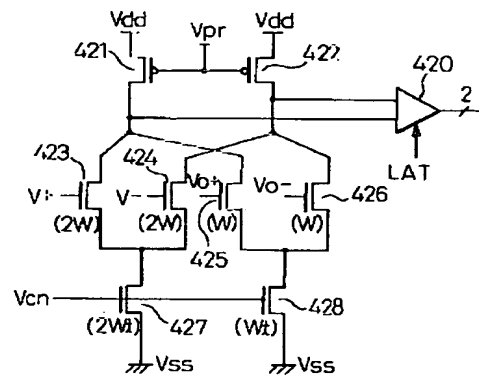 Vdd Vpr Vdd
421 422 420
2
LAT
423 424 Vo+ Vo-
V+ V- 426
(2W) (2W) (W) (W)
425
Vcn 428
(2Wt) 427 (Wt)
Vss Vss